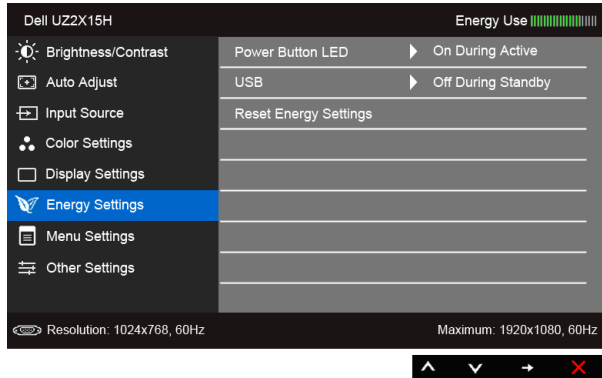 Dell UZ2X15H Energy Use
Brightness/Contrast Power Button LED On During Active
Auto Adjust USB Off During Standby
Input Source Reset Energy Settings
Color Settings
Display Settings
Energy Settings
Menu Settings
Other Settings
Resolution: 1024x768, 60Hz Maximum: 1920x1080, 60Hz